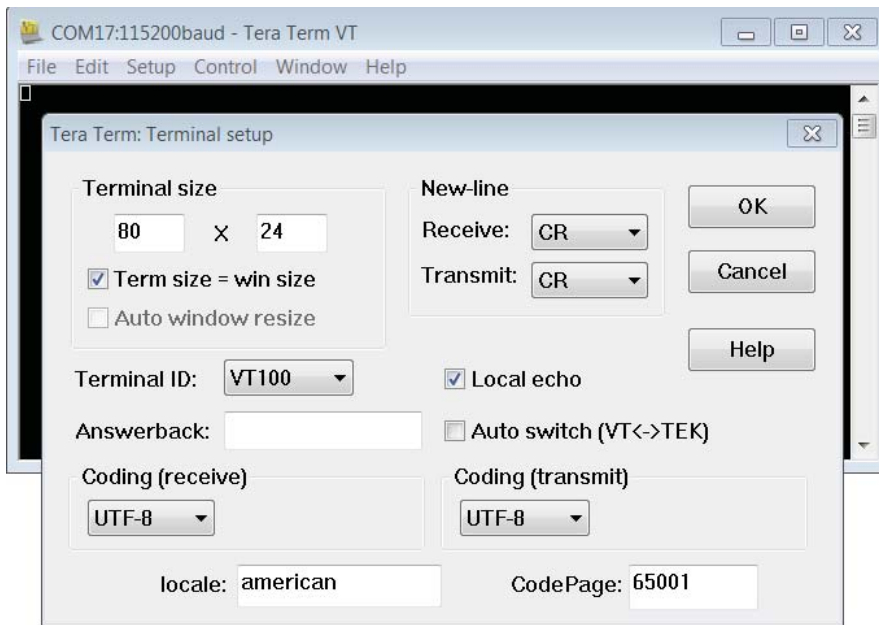 COM17:115200baud - Tera Term VT
File Edit Setup Control Window Help
Tera Term: Terminal setup
Terminal size
80 X 24
Term size = win size
Auto window resize
New-line
Receive: CR
Transmit: CR
OK
Cancel
Help
Terminal ID: VT100
Local echo
Answerback:
Auto switch (VT<->TEK)
Coding (receive)
UTF-8
Coding (transmit)
UTF-8
locale: american
CodePage: 65001